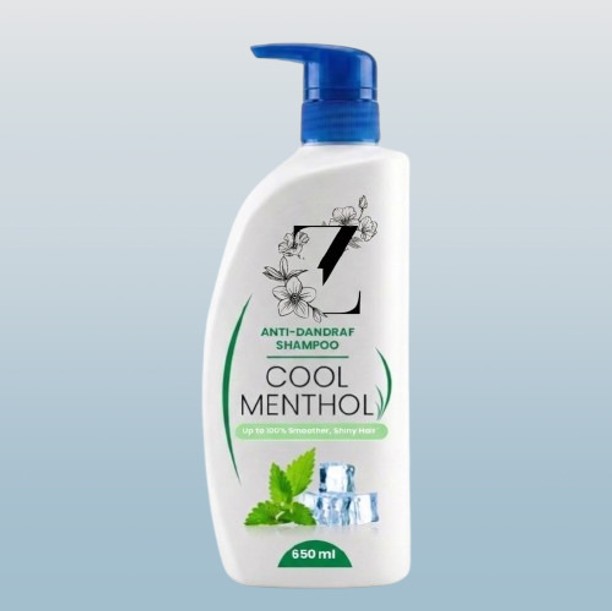 Z
ANTI-DANDRAF
SHAMPOO
COOL
MENTHOL
Up to 100% Smoother, Shiny Hair
650 ml